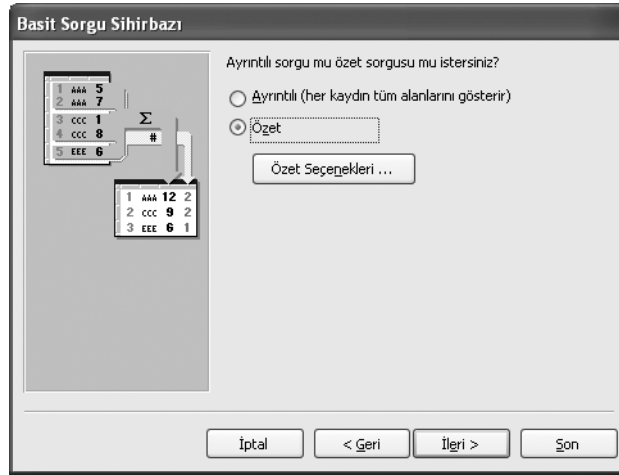 Basit Sorgu Sihirbazı
Ayrıntılı sorgu mu özet sorgusu mu istersiniz?
Ayrıntılı (her kaydın tüm alanlarını gösterir)
Özet
Özet Seçenekleri ...
1 AAA 5
2 AAA 7
3 CCC 1
4 CCC 8
5 EEE 6
Σ
#
1 AAA 12 2
2 CCC 9 2
3 EEE 6 1
İptal
< Geri
İleri >
Son